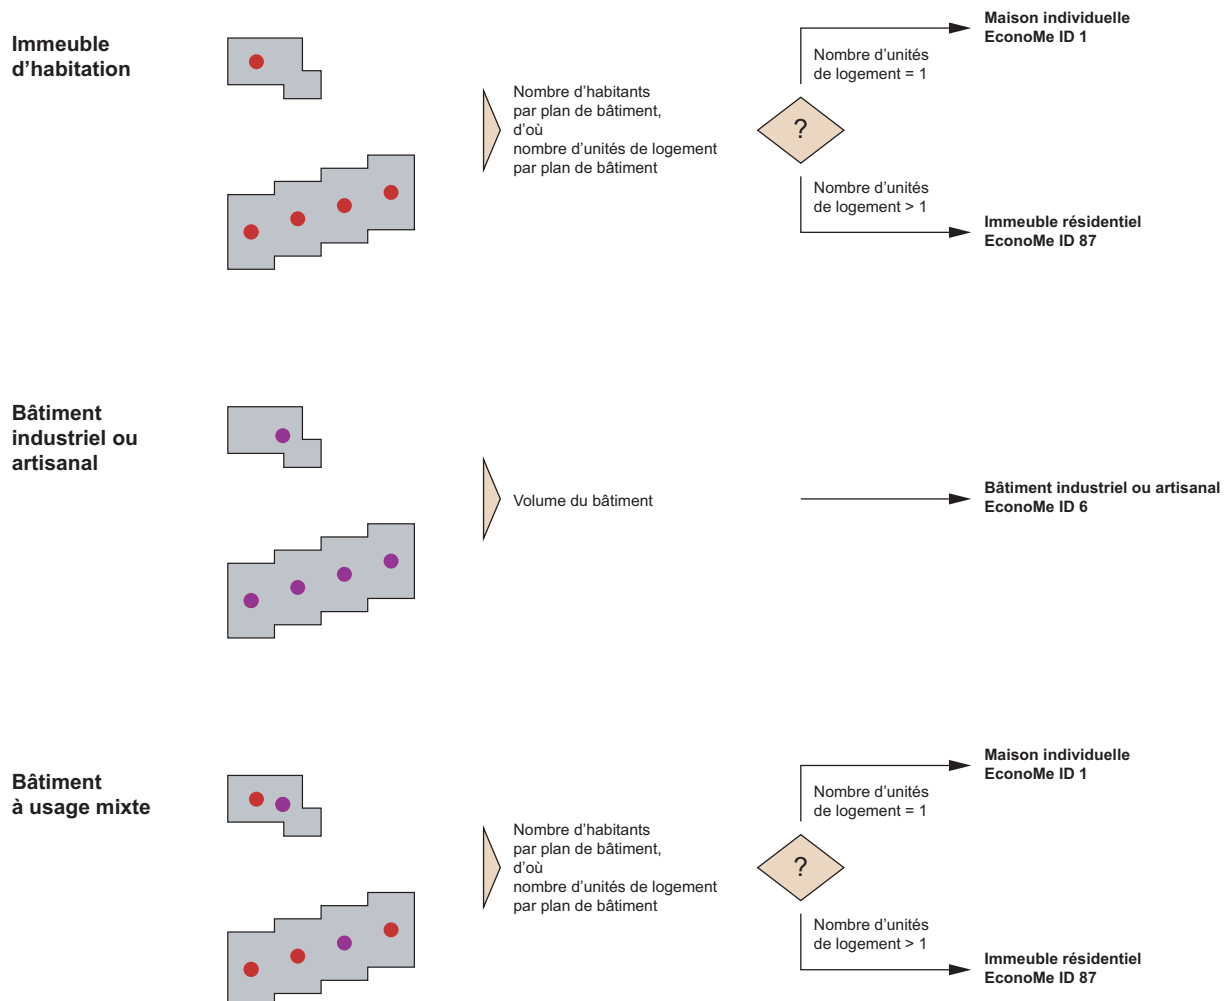 Immeuble
d’habitation
Nombre d’habitants
par plan de bâtiment,
d’où
nombre d’unités de logement
par plan de bâtiment
?
Nombre d’unités
de logement = 1
Maison individuelle
EconoMe ID 1
Nombre d’unités
de logement > 1
Immeuble résidentiel
EconoMe ID 87
Bâtiment
industriel ou
artisanal
Volume du bâtiment
Bâtiment industriel ou artisanal
EconoMe ID 6
Bâtiment
à usage mixte
Nombre d’habitants
par plan de bâtiment,
d’où
nombre d’unités de logement
par plan de bâtiment
?
Nombre d’unités
de logement = 1
Maison individuelle
EconoMe ID 1
Nombre d’unités
de logement > 1
Immeuble résidentiel
EconoMe ID 87